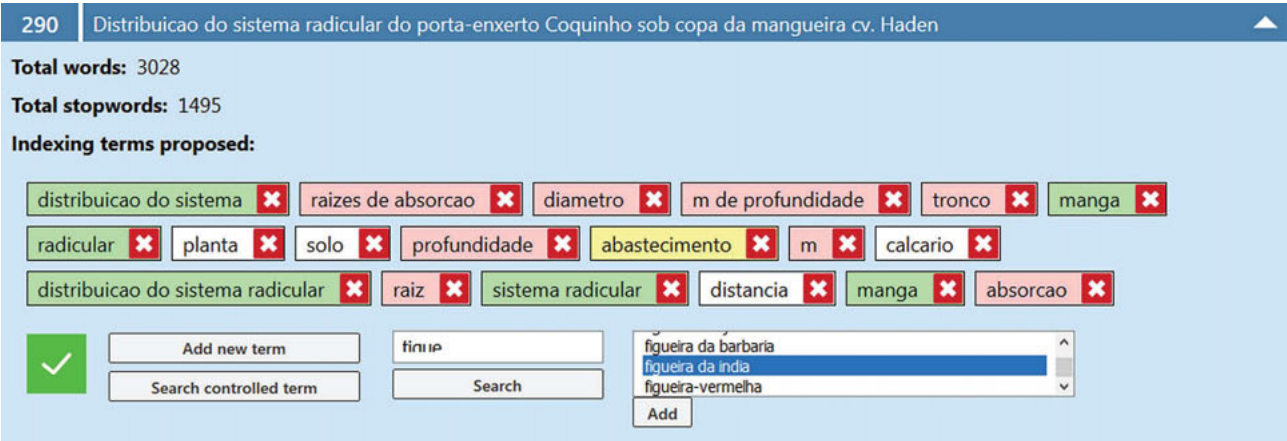 290 Distribuicao do sistema radicular do porta-enxerto Coquinho sob copa da mangueira cv. Haden
Total words: 3028
Total stopwords: 1495
Indexing terms proposed:
distribuicao do sistema raizes de absorcao diametro m de profundidade tronco manga
radicular planta solo profundidade abastecimento m calcario
distribuicao do sistema radicular raiz sistema radicular distancia manga absorcao
Add new term
Search controlled term
figue
Search
figueira da barbaria
figueira da india
figueira-vermelha
Add